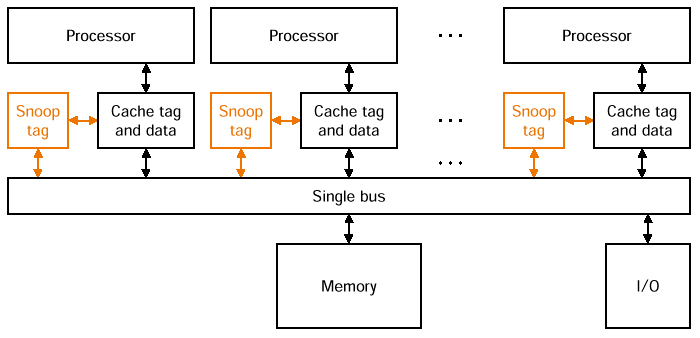 Processor
Processor
. . .
Processor
Snoop
tag
Cache tag
and data
Snoop
tag
Cache tag
and data
. . .
Snoop
tag
Cache tag
and data
. . .
Single bus
Memory
I/O